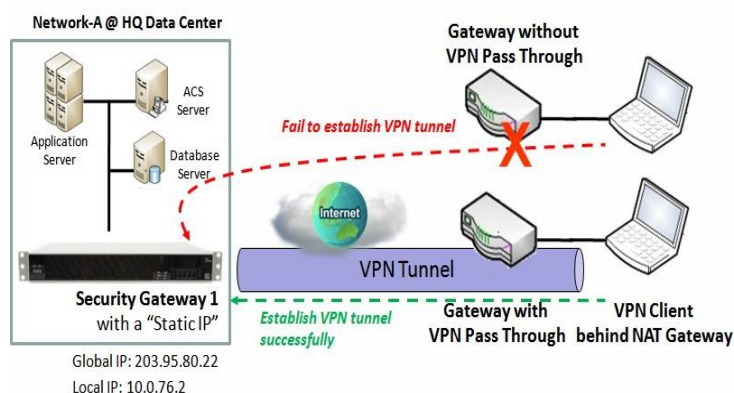 Network-A @ HQ Data Center
Application
Server
ACS
Server
Database
Server
Gateway without
VPN Pass Through
Fail to establish VPN tunnel
Internet
VPN Tunnel
Security Gateway 1
with a “Static IP”
Establish VPN tunnel
successfully
Gateway with
VPN Pass Through
VPN Client
behind NAT Gateway
Global IP: 203.95.80.22
Local IP: 10.0.76.2